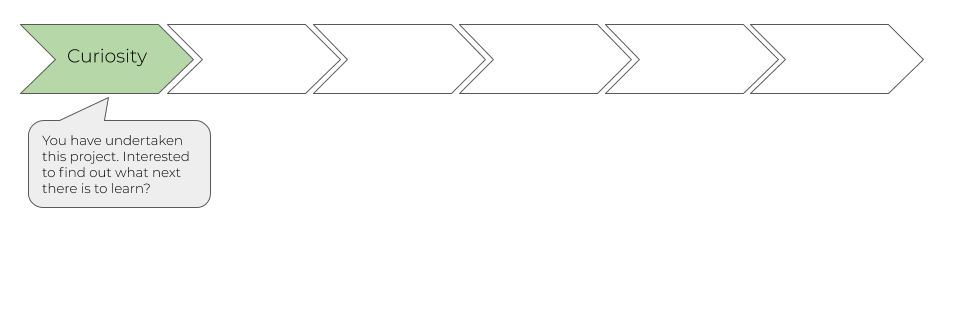 Curiosity
You have undertaken
this project. Interested
to find out what next
there is to learn?